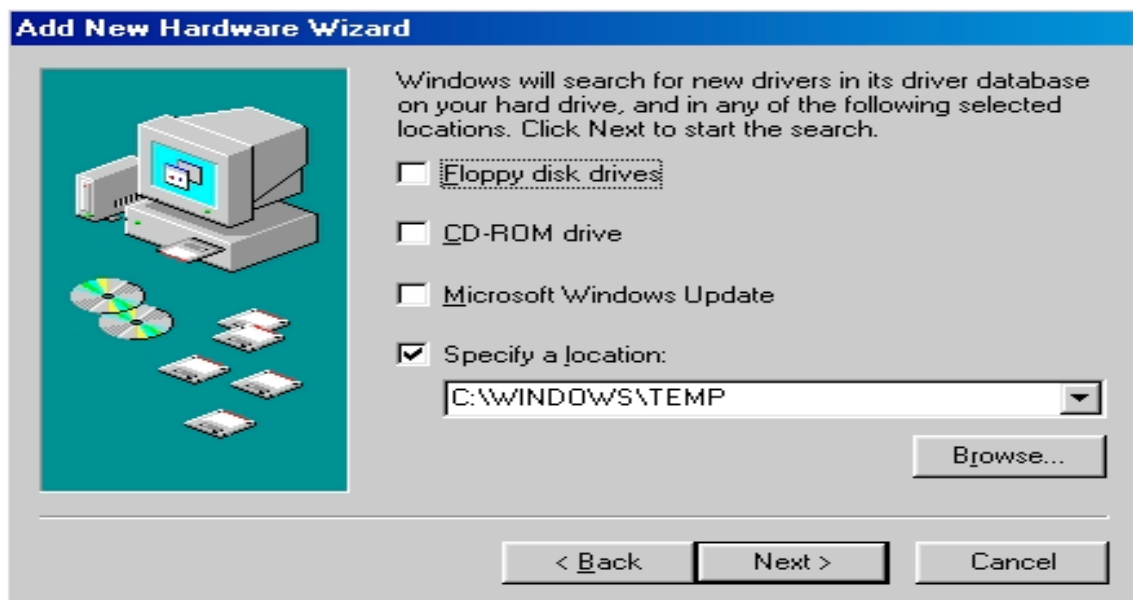 Add New Hardware Wizard
Windows will search for new drivers in its driver database
on your hard drive, and in any of the following selected
locations. Click Next to start the search.
Floppy disk drives
CD-ROM drive
Microsoft Windows Update
Specify a location:
C:\WINDOWS\TEMP
Browse...
< Back Next > Cancel